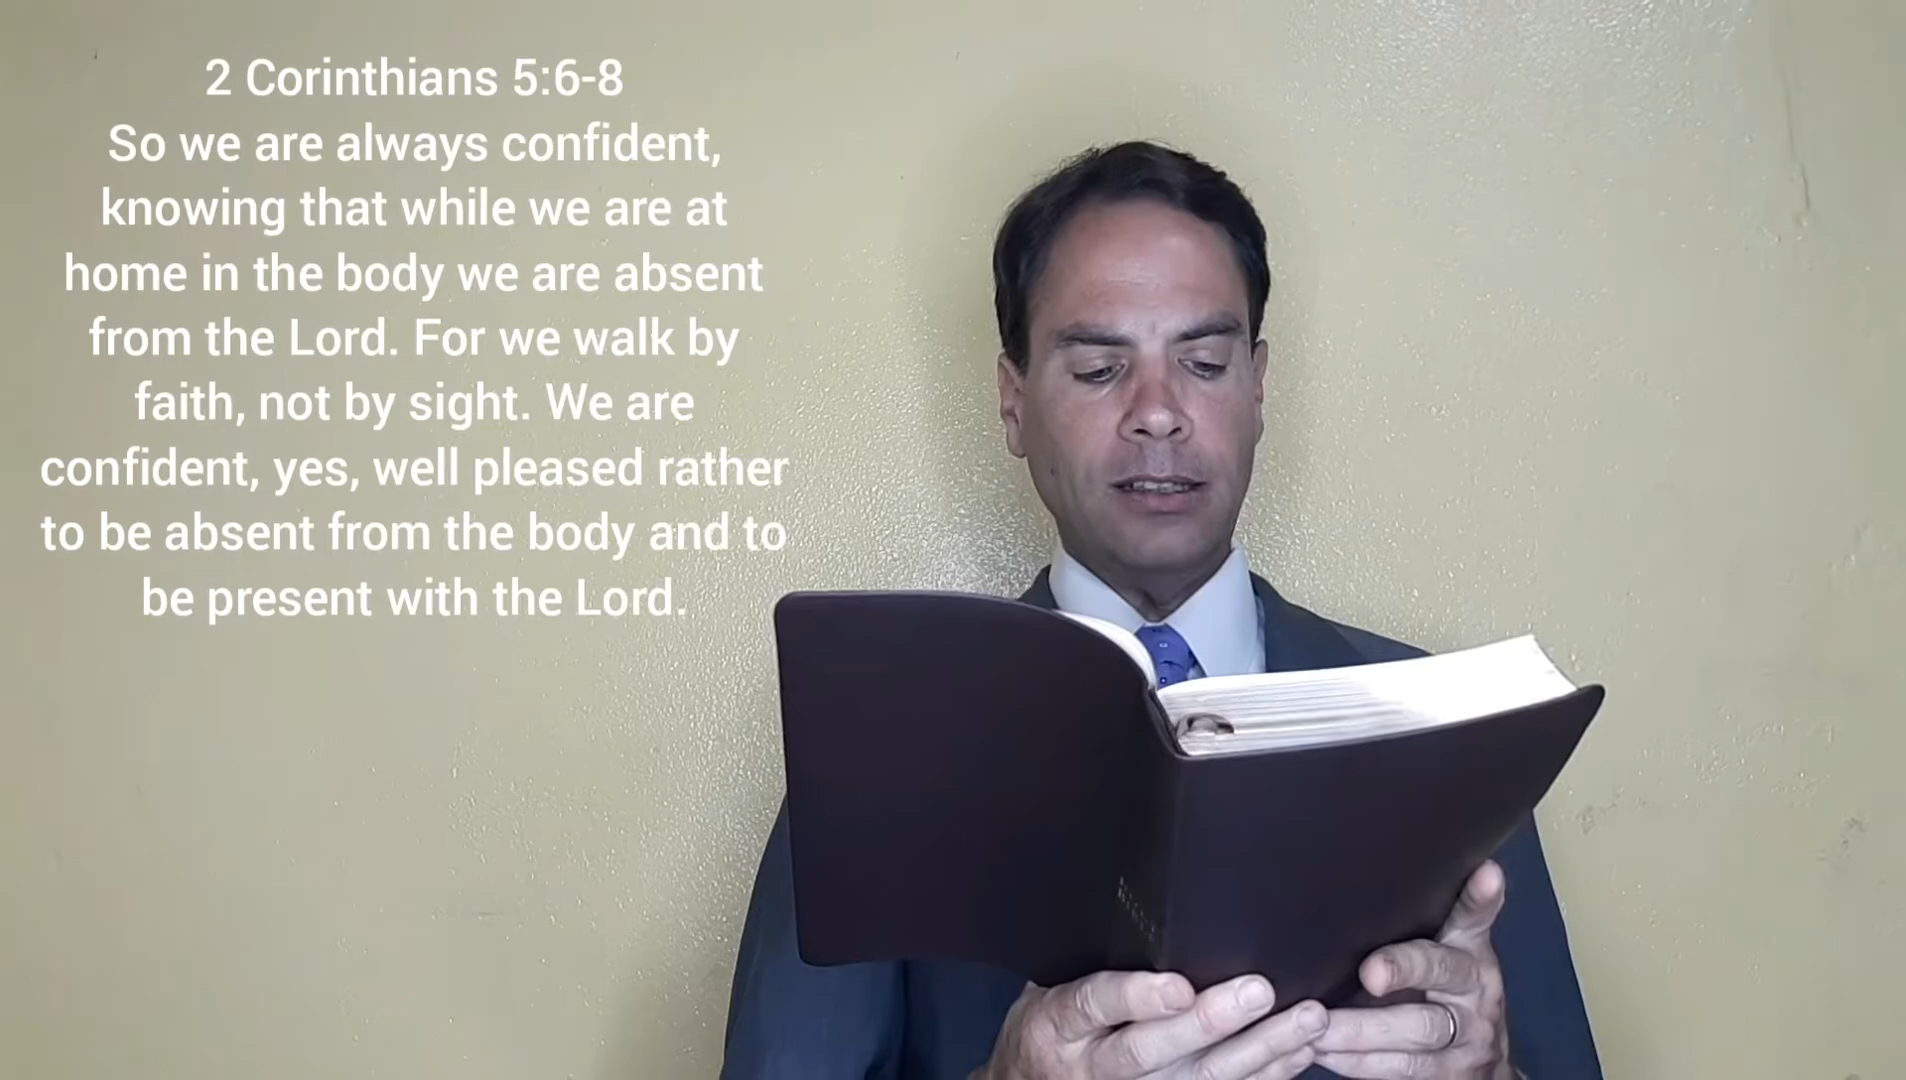 2 Corinthians 5:6-8
So we are always confident,
knowing that while we are at
home in the body we are absent
from the Lord. For we walk by
faith, not by sight. We are
confident, yes, well pleased rather
to be absent from the body and to
be present with the Lord.